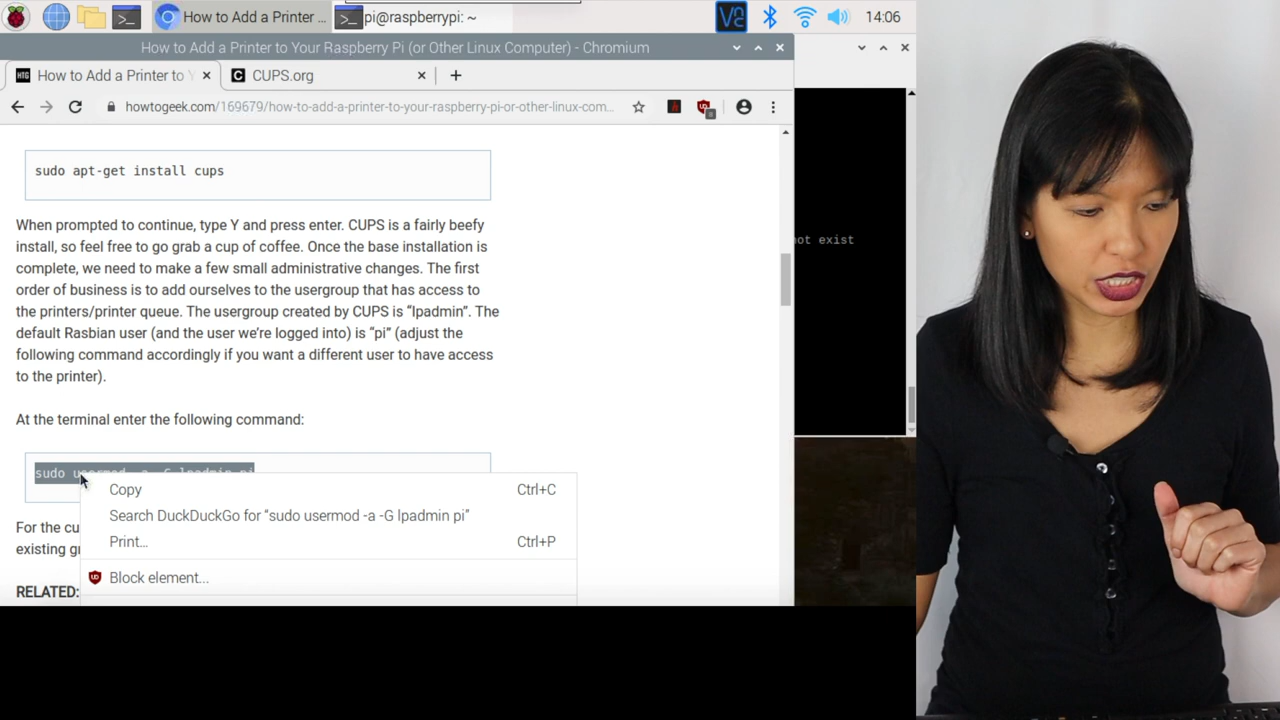 How to Add a Printer ...
pi@raspberrypi: ~
14:06
How to Add a Printer to Your Raspberry Pi (or Other Linux Computer) - Chromium
How to Add a Printer to
CUPS.org
howtogeek.com/169679/how-to-add-a-printer-to-your-raspberry-pi-or-other-linux-com...
sudo apt-get install cups
When prompted to continue, type Y and press enter. CUPS is a fairly beefy
install, so feel free to go grab a cup of coffee. Once the base installation is
complete, we need to make a few small administrative changes. The first
order of business is to add ourselves to the usergroup that has access to
the printers/printer queue. The usergroup created by CUPS is “lpadmin”. The
default Rasbian user (and the user we’re logged into) is “pi” (adjust the
following command accordingly if you want a different user to have access
to the printer).
not exist
At the terminal enter the following command:
sudo usermod -a -G lpadmin pi
Copy Ctrl+C
Search DuckDuckGo for “sudo usermod -a -G lpadmin pi”
Print... Ctrl+P
Block element...
For the cu
existing g
RELATED: